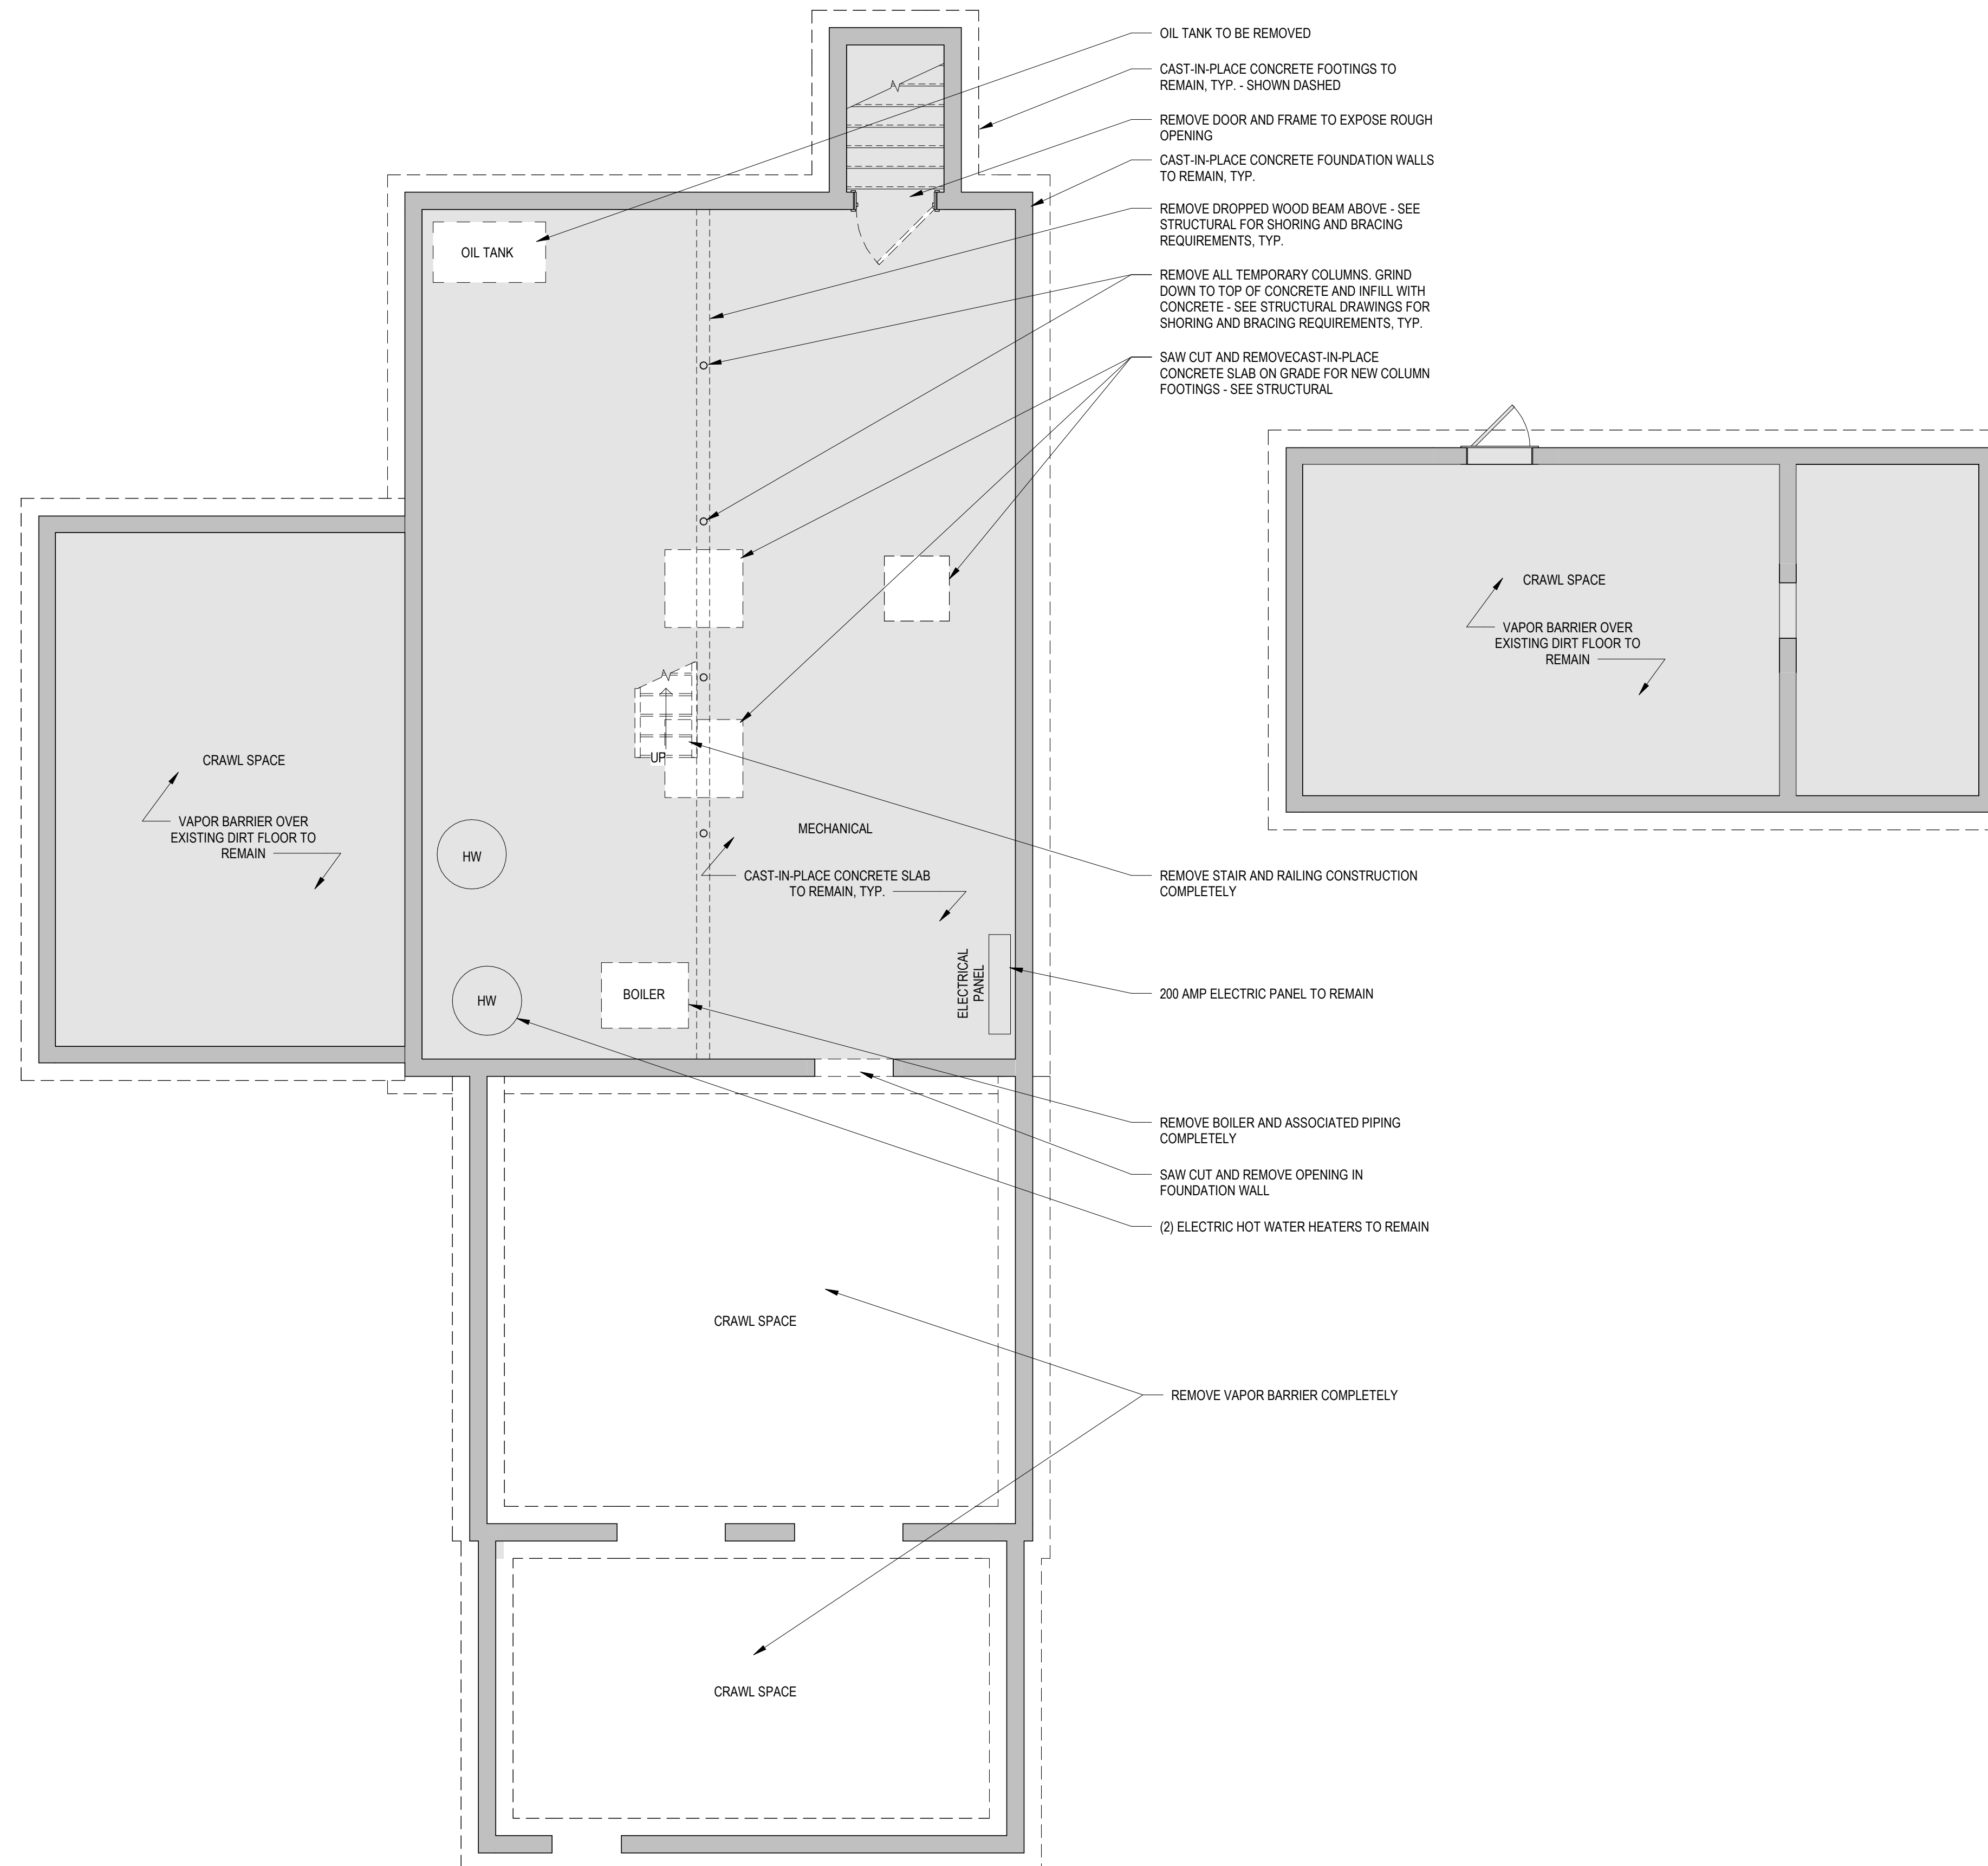 OIL TANK TO BE REMOVED
CAST-IN-PLACE CONCRETE FOOTINGS TO
REMAIN, TYP. - SHOWN DASHED
REMOVE DOOR AND FRAME TO EXPOSE ROUGH
OPENING
CAST-IN-PLACE CONCRETE FOUNDATION WALLS
TO REMAIN, TYP.
REMOVE DROPPED WOOD BEAM ABOVE - SEE
STRUCTURAL FOR SHORING AND BRACING
REQUIREMENTS, TYP.
REMOVE ALL TEMPORARY COLUMNS. GRIND
DOWN TO TOP OF CONCRETE AND INFILL WITH
CONCRETE - SEE STRUCTURAL DRAWINGS FOR
SHORING AND BRACING REQUIREMENTS, TYP.
SAW CUT AND REMOVECAST-IN-PLACE
CONCRETE SLAB ON GRADE FOR NEW COLUMN
FOOTINGS - SEE STRUCTURAL
OIL TANK
CRAWL SPACE
VAPOR BARRIER OVER
EXISTING DIRT FLOOR TO
REMAIN
UP
CRAWL SPACE
VAPOR BARRIER OVER
EXISTING DIRT FLOOR TO
REMAIN
HW
MECHANICAL
CAST-IN-PLACE CONCRETE SLAB
TO REMAIN, TYP.
REMOVE STAIR AND RAILING CONSTRUCTION
COMPLETELY
HW
BOILER
ELECTRICAL
PANEL
200 AMP ELECTRIC PANEL TO REMAIN
REMOVE BOILER AND ASSOCIATED PIPING
COMPLETELY
SAW CUT AND REMOVE OPENING IN
FOUNDATION WALL
(2) ELECTRIC HOT WATER HEATERS TO REMAIN
CRAWL SPACE
REMOVE VAPOR BARRIER COMPLETELY
CRAWL SPACE